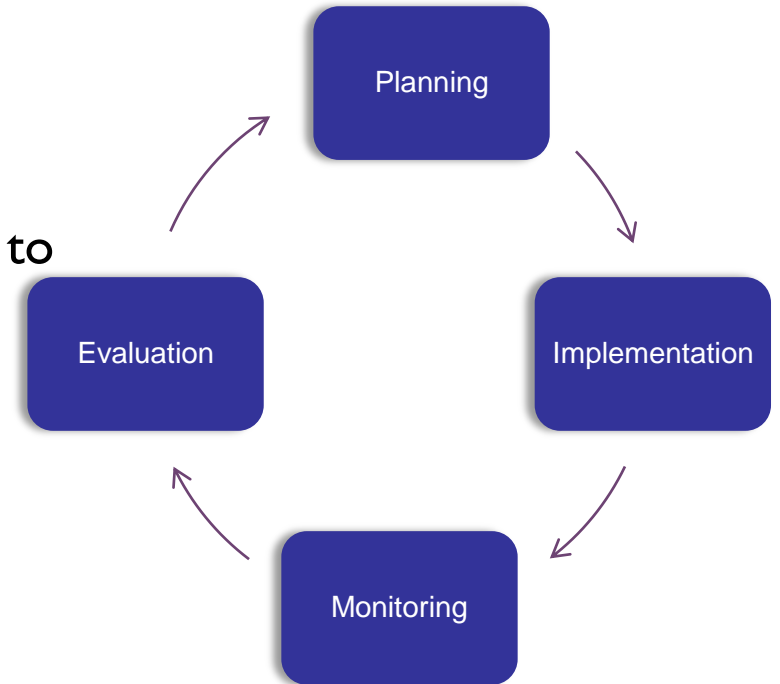 Planning
to
Evaluation
Implementation
Monitoring